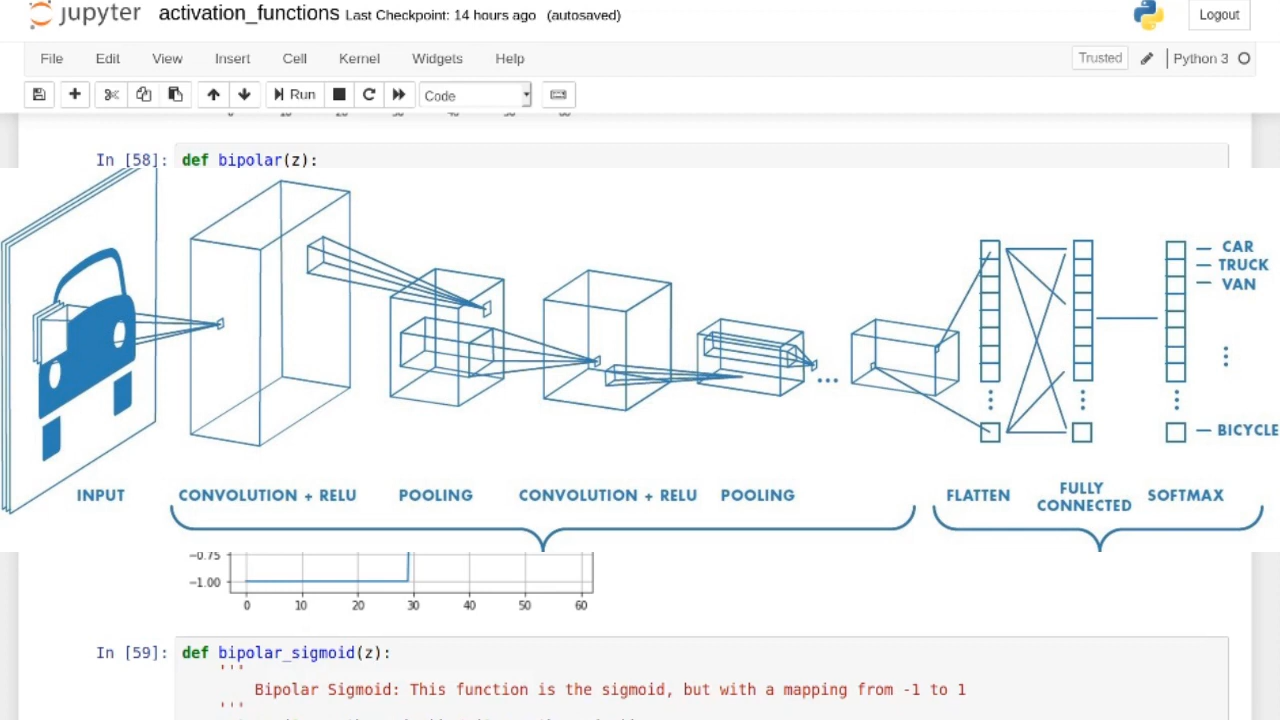 jupyter activation_functions Last Checkpoint: 14 hours ago (autosaved)
Logout
File Edit View Insert Cell Kernel Widgets Help
Trusted Python 3
Run Code
In [58]: def bipolar(z):
CAR
TRUCK
VAN
BICYCLE
INPUT CONVOLUTION + RELU POOLING CONVOLUTION + RELU POOLING FLATTEN FULLY CONNECTED SOFTMAX
-0.75
-1.00
0 10 20 30 40 50 60
In [59]: def bipolar_sigmoid(z):
'''
Bipolar Sigmoid: This function is the sigmoid, but with a mapping from -1 to 1
'''